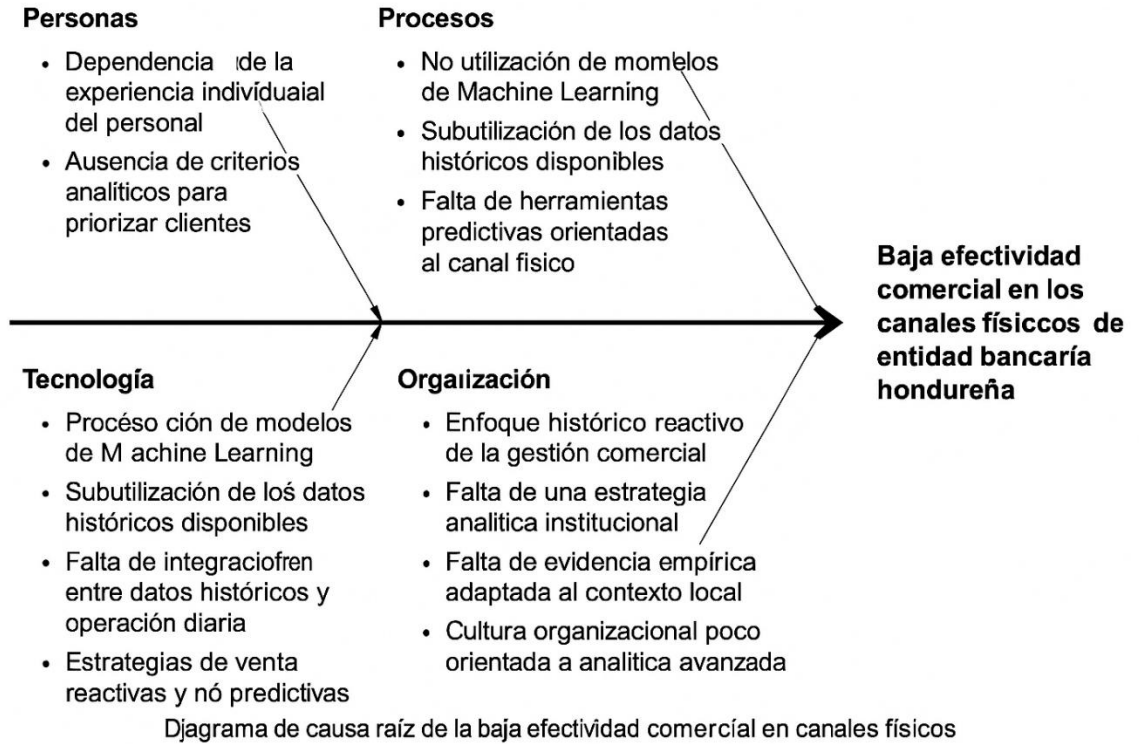 Personas
• Dependencia de la
experiencia individuaial
del personal
• Ausencia de criterios
analíticos para
priorizar clientes
Procesos
• No utilización de momelos
de Machine Learning
• Subutilización de los datos
históricos disponibles
• Falta de herramientas
predictivas orientadas
al canal fisico
Baja efectividad
comercial en los
canales físiccos de
entidad bancaría
hondureña
Tecnología
• Procéso ción de modelos
de M achine Learning
• Subutilización de loś datos
históricos disponibles
• Falta de integraciofren
entre datos históricos y
operación diaria
• Estrategias de venta
reactivas y nó predictivas
Orgaıización
• Enfoque histórico reactivo
de la gestión comercial
• Falta de una estrategia
analitica institucional
• Falta de evidencia empírica
adaptada al contexto local
• Cultura organizacional poco
orientada a analitica avanzada
Djagrama de causa raíz de la baja efectividad comercíal en canales físicos